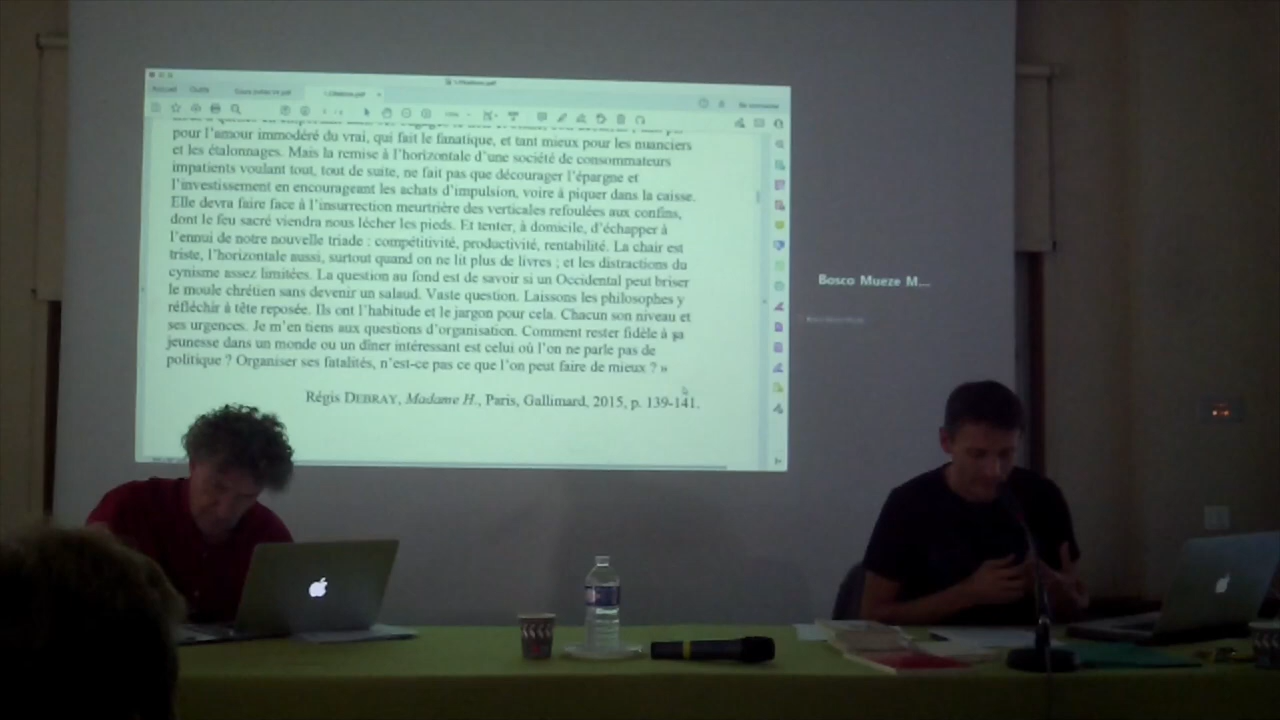 Accueil Outils
pour l'amour immodéré du vrai, qui fait le fanatique, et tant mieux pour les nuanciers
et les étalonnages. Mais la remise à l'horizontale d'une société de consommateurs
impatients voulant tout, tout de suite, ne fait pas que décourager l'épargne et
l'investissement en encourageant les achats d'impulsion, voire à piquer dans la caisse.
Elle devra faire face à l'insurrection meurtrière des verticales refoulées aux confins,
dont le feu sacré viendra nous lécher les pieds. Et tenter, à domicile, d'échapper à
l'ennui de notre nouvelle triade : compétitivité, productivité, rentabilité. La chair est
triste, l'horizontale aussi, surtout quand on ne lit plus de livres ; et les distractions du
cynisme assez limitées. La question au fond est de savoir si un Occidental peut briser
le moule chrétien sans devenir un salaud. Vaste question. Laissons les philosophes y
réfléchir à tête reposée. Ils ont l'habitude et le jargon pour cela. Chacun son niveau et
ses urgences. Je m'en tiens aux questions d'organisation. Comment rester fidèle à sa
jeunesse dans un monde ou un dîner intéressant est celui où l'on ne parle pas de
politique ? Organiser ses fatalités, n'est-ce pas ce que l'on peut faire de mieux ? »
Régis DEBRAY, Madame H., Paris, Gallimard, 2015, p. 139-141.
Bosco Mueze M...